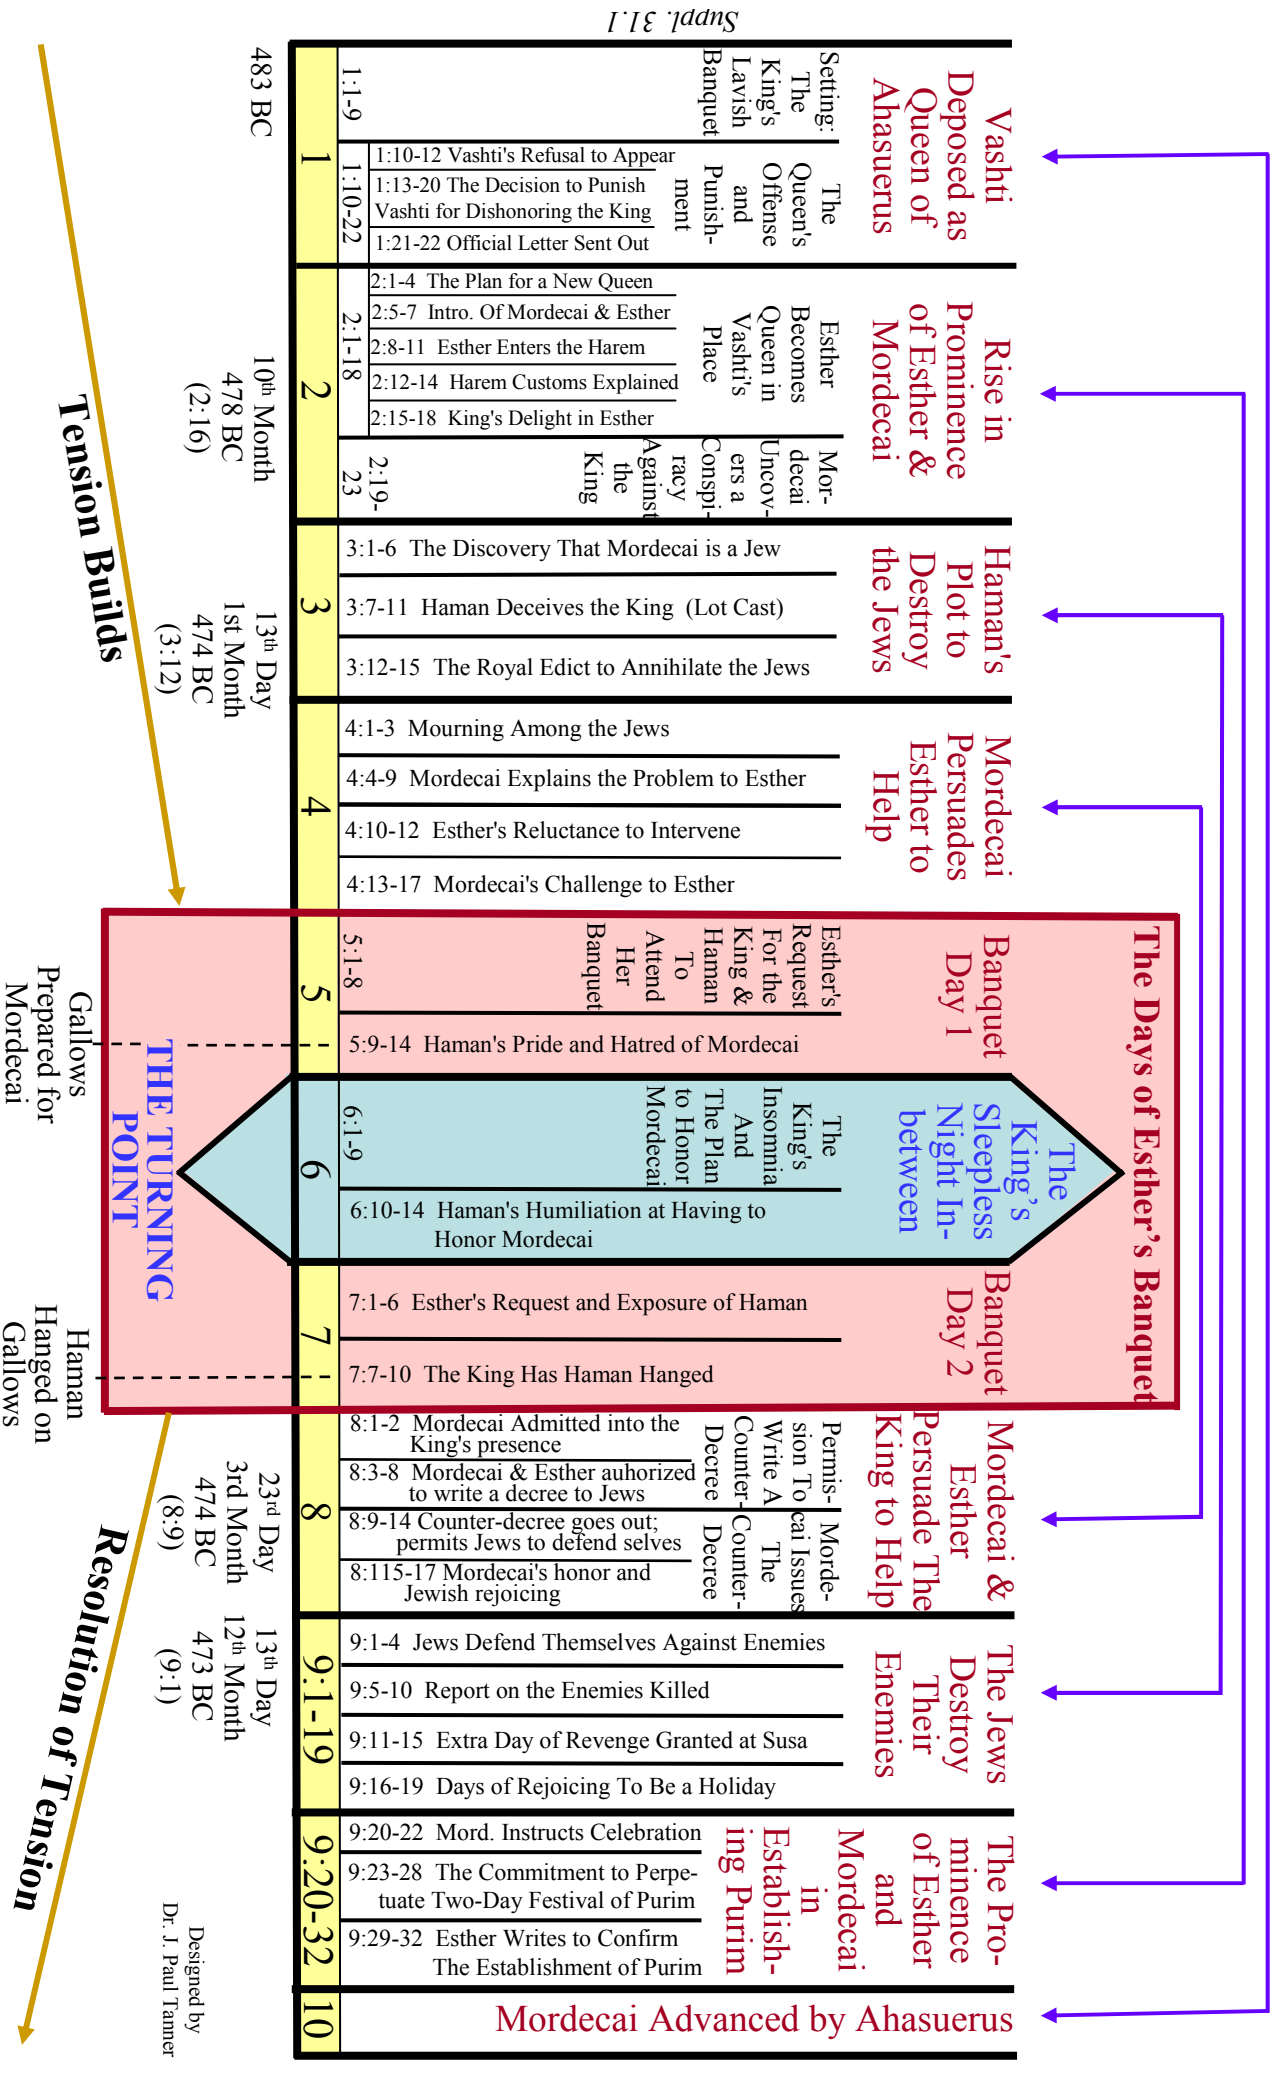 Suppl. 31.1
The Days of Esther's Banquet
Vashti
Deposed as
Queen of
Ahasuerus
Setting:
The
King's
Lavish
Banquet
1:1-9
The
Queen's
Offense
and
Punish-
ment
1:10-12 Vashti's Refusal to Appear
1:13-20 The Decision to Punish
Vashti for Dishonoring the King
1:21-22 Official Letter Sent Out
1:10-22
1
483 BC
Rise in
Prominence
of Esther &
Mordecai
Esther
Becomes
Queen in
Vashti's
Place
2:1-4 The Plan for a New Queen
2:5-7 Intro. Of Mordecai & Esther
2:8-11 Esther Enters the Harem
2:12-14 Harem Customs Explained
2:15-18 King's Delight in Esther
2:1-18
Mor-
decai
Uncov-
ers a
Conspi-
racy
Against
the
King
2:19-
23
2
10th Month
478 BC
(2:16)
Haman's
Plot to
Destroy
the Jews
3:1-6 The Discovery That Mordecai is a Jew
3:7-11 Haman Deceives the King (Lot Cast)
3:12-15 The Royal Edict to Annihilate the Jews
3
13th Day
1st Month
474 BC
(3:12)
Tension Builds
Mordecai
Persuades
Esther to
Help
4:1-3 Mourning Among the Jews
4:4-9 Mordecai Explains the Problem to Esther
4:10-12 Esther's Reluctance to Intervene
4:13-17 Mordecai's Challenge to Esther
4
Banquet
Day 1
Esther's
Request
For the
King &
Haman
To
Attend
Her
Banquet
5:1-8
5:9-14 Haman's Pride and Hatred of Mordecai
5
Gallows
Prepared for
Mordecai
The
King's
Sleepless
Night In-
between
The
King's
Insomnia
And
The Plan
to Honor
Mordecai
6:1-9
6:10-14 Haman's Humiliation at Having to
Honor Mordecai
6
THE TURNING
POINT
Banquet
Day 2
7:1-6 Esther's Request and Exposure of Haman
7:7-10 The King Has Haman Hanged
7
Haman
Hanged on
Gallows
Mordecai &
Esther
Persuade The
King to Help
Permis-
sion To
Write A
Counter-
Decree
8:1-2 Mordecai Admitted into the
King's presence
8:3-8 Mordecai & Esther auhorized
to write a decree to Jews
Morde-
cai Issues
The
Counter-
Decree
8:9-14 Counter-decree goes out;
permits Jews to defend selves
8:115-17 Mordecai's honor and
Jewish rejoicing
8
23rd Day
3rd Month
474 BC
(8:9)
The Jews
Destroy
Their
Enemies
9:1-4 Jews Defend Themselves Against Enemies
9:5-10 Report on the Enemies Killed
9:11-15 Extra Day of Revenge Granted at Susa
9:16-19 Days of Rejoicing To Be a Holiday
9:1-19
13th Day
12th Month
473 BC
(9:1)
Resolution of Tension
The Pro-
minence
of Esther
and
Mordecai
in
Establish-
ing Purim
9:20-22 Mord. Instructs Celebration
9:23-28 The Commitment to Perpe-
tuate Two-Day Festival of Purim
9:29-32 Esther Writes to Confirm
The Establishment of Purim
9:20-32
Mordecai Advanced by Ahasuerus
10
Designed by
Dr. J. Paul Tanner